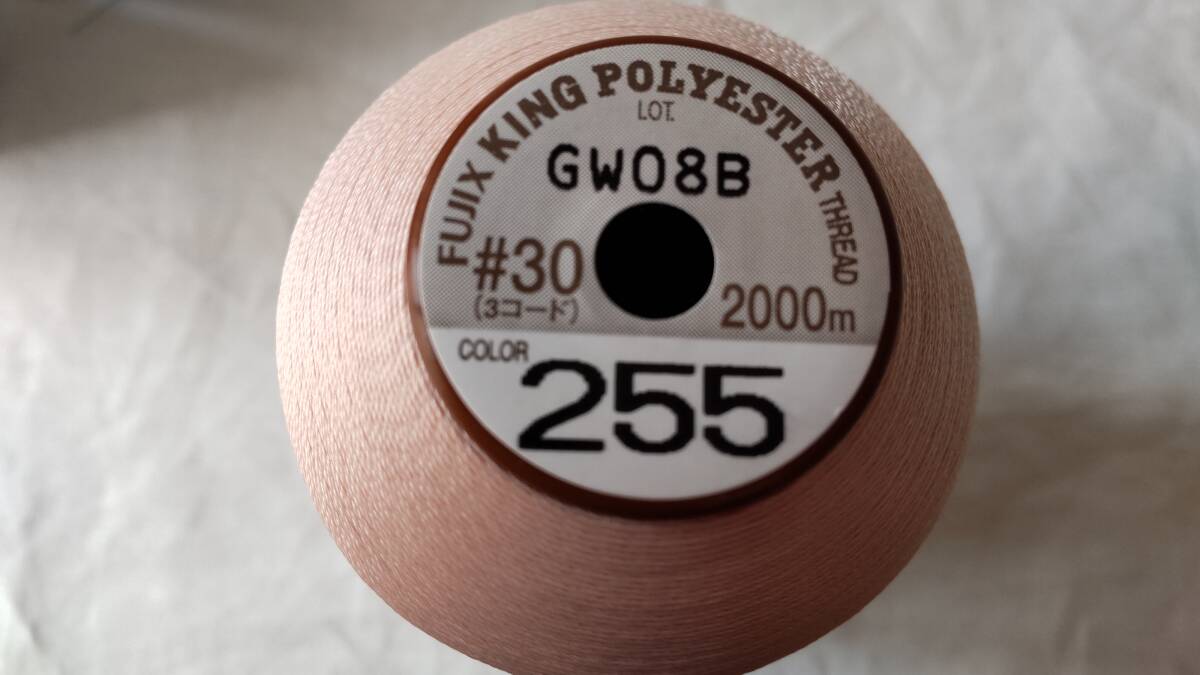 FUJIX KING POLYESTER THREAD
LOT.
GW08B
#30
(3コード)
2000m
COLOR
255